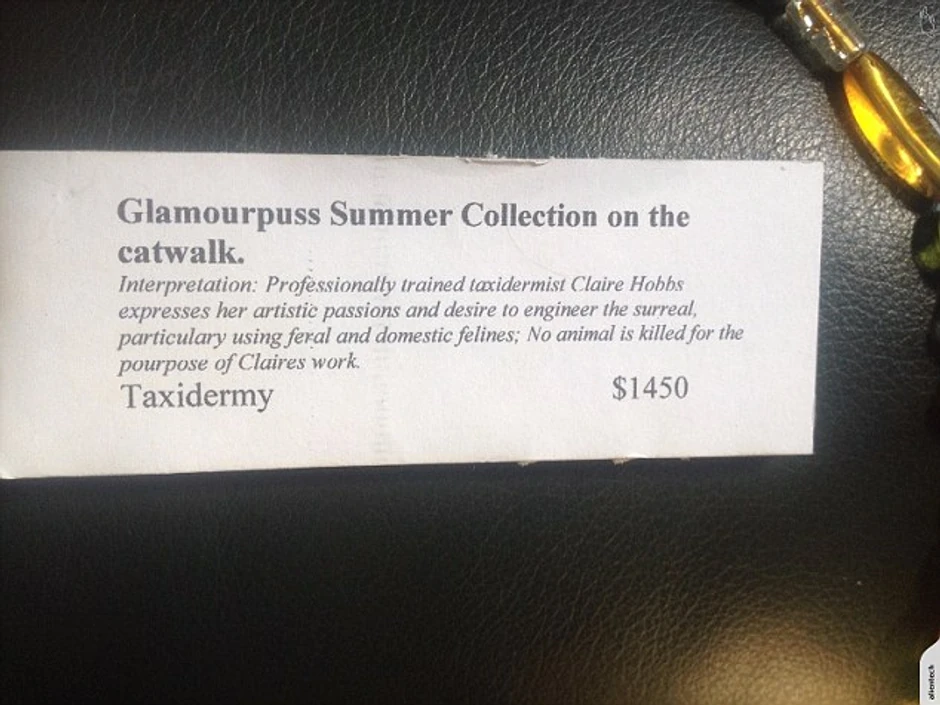 Glamourpuss Summer Collection on the
catwalk.
Interpretation: Professionally trained taxidermist Claire Hobbs
expresses her artistic passions and desire to engineer the surreal,
particulary using feral and domestic felines; No animal is killed for the
pourpose of Claires work.
Taxidermy $1450
alienteck